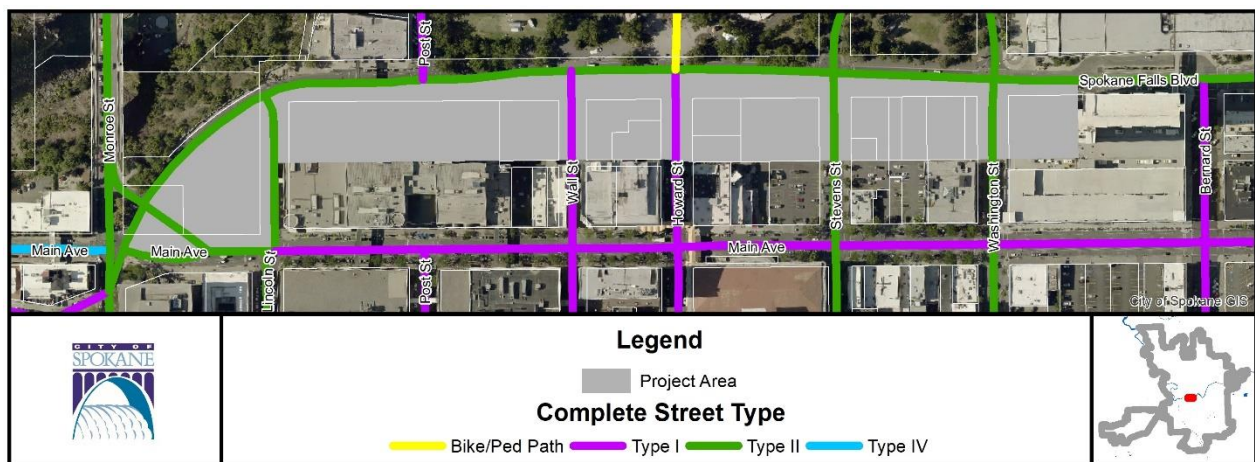 Post St
Monroe St
Spokane Falls Blvd
Wall St
Howard St
Stevens St
Washington St
Bernard St
Main Ave
Main Ave
Main Ave
Lincoln St
Post St
City of Spokane GIS
CITY OF
SPOKANE
Legend
Project Area
Complete Street Type
Bike/Ped Path Type I Type II Type IV